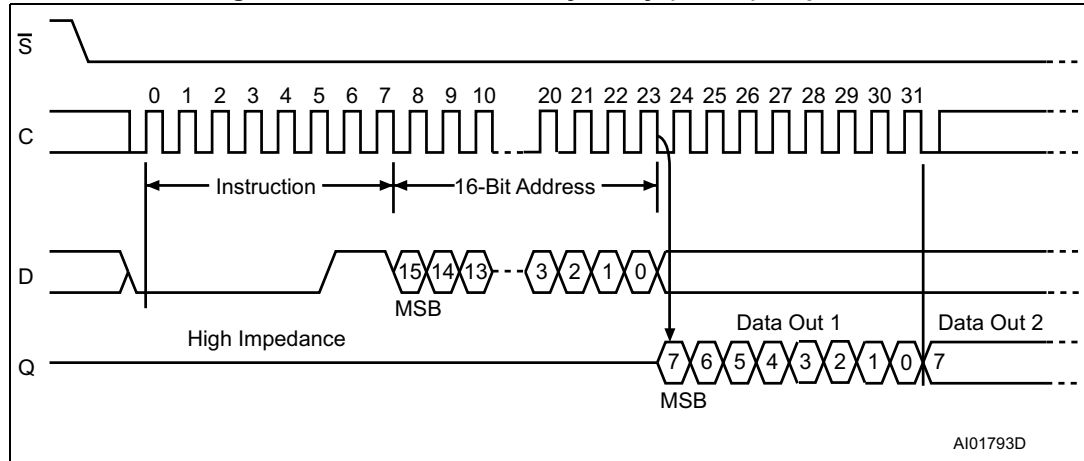 S̅
0 1 2 3 4 5 6 7 8 9 10 20 21 22 23 24 25 26 27 28 29 30 31
C
Instruction
16-Bit Address
D
15 14 13 3 2 1 0
MSB
High Impedance
Data Out 1
Data Out 2
Q
7 6 5 4 3 2 1 0 7
MSB
AI01793D